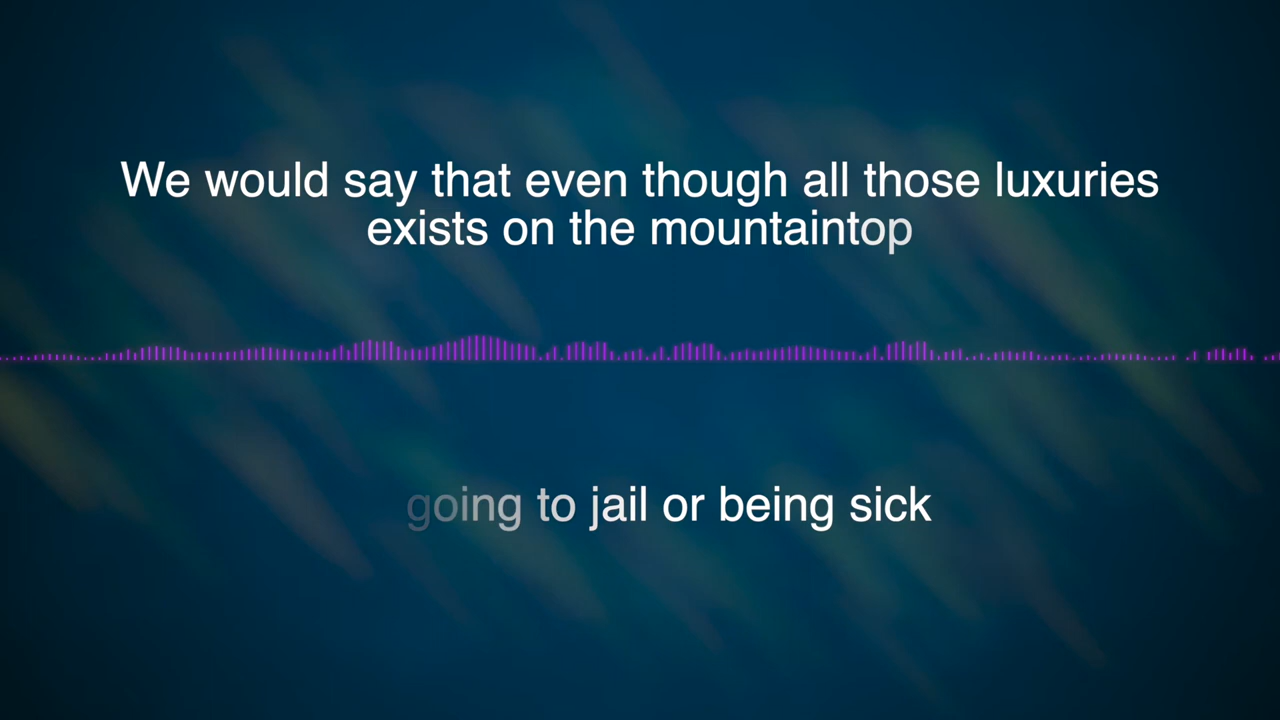 We would say that even though all those luxuries
exists on the mountaintop
going to jail or being sick